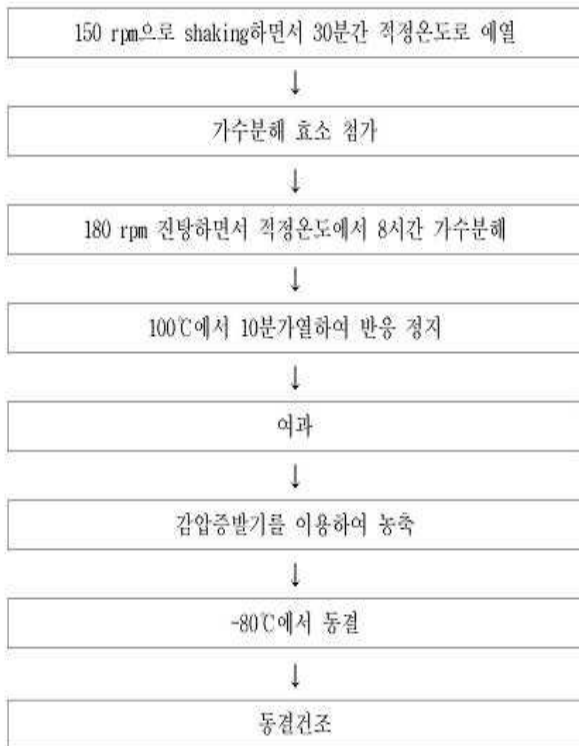 150 rpm으로 shaking하면서 30분간 적정온도로 예열
↓
가수분해 효소 첨가
↓
180 rpm 진탕하면서 적정온도에서 8시간 가수분해
↓
100℃에서 10분가열하여 반응 정지
↓
여과
↓
감압증발기를 이용하여 농축
↓
-80℃에서 동결
↓
동결건조